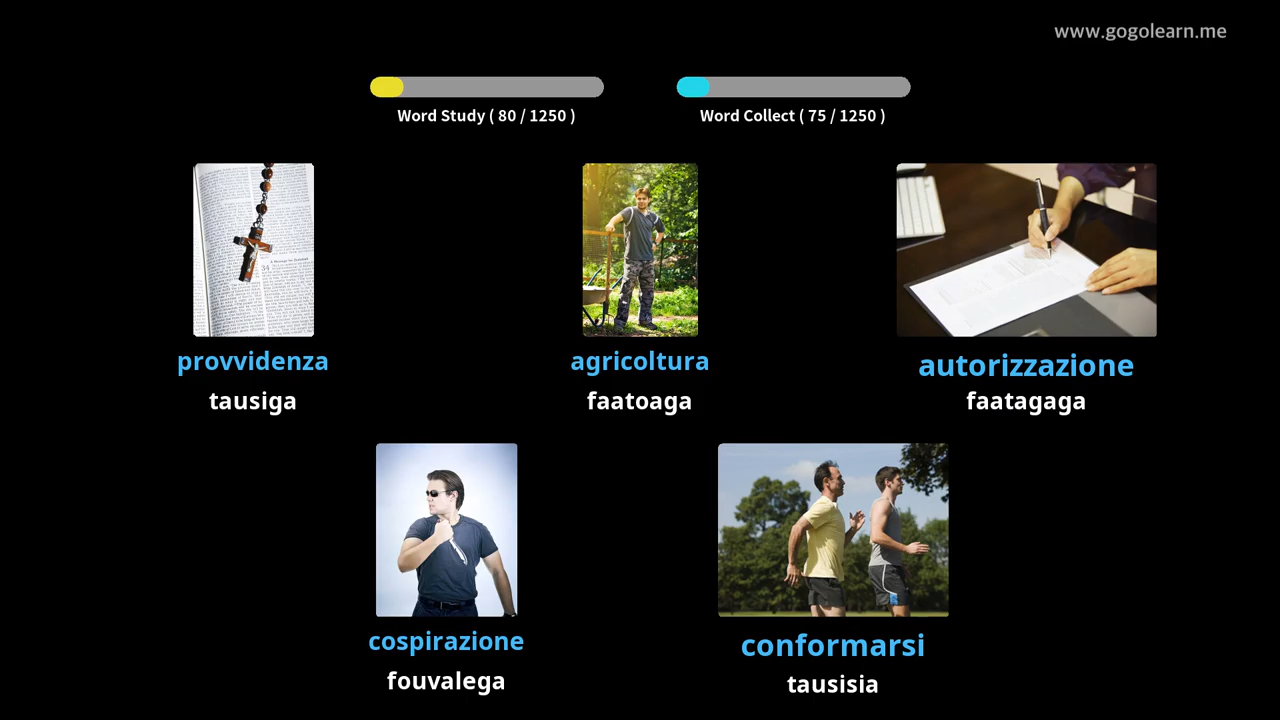 www.gogolearn.me
Word Study ( 80 / 1250 )
Word Collect ( 75 / 1250 )
provvidenza
tausiga
agricoltura
faatoaga
autorizzazione
faatagaga
cospirazione
fouvalega
conformarsi
tausisia